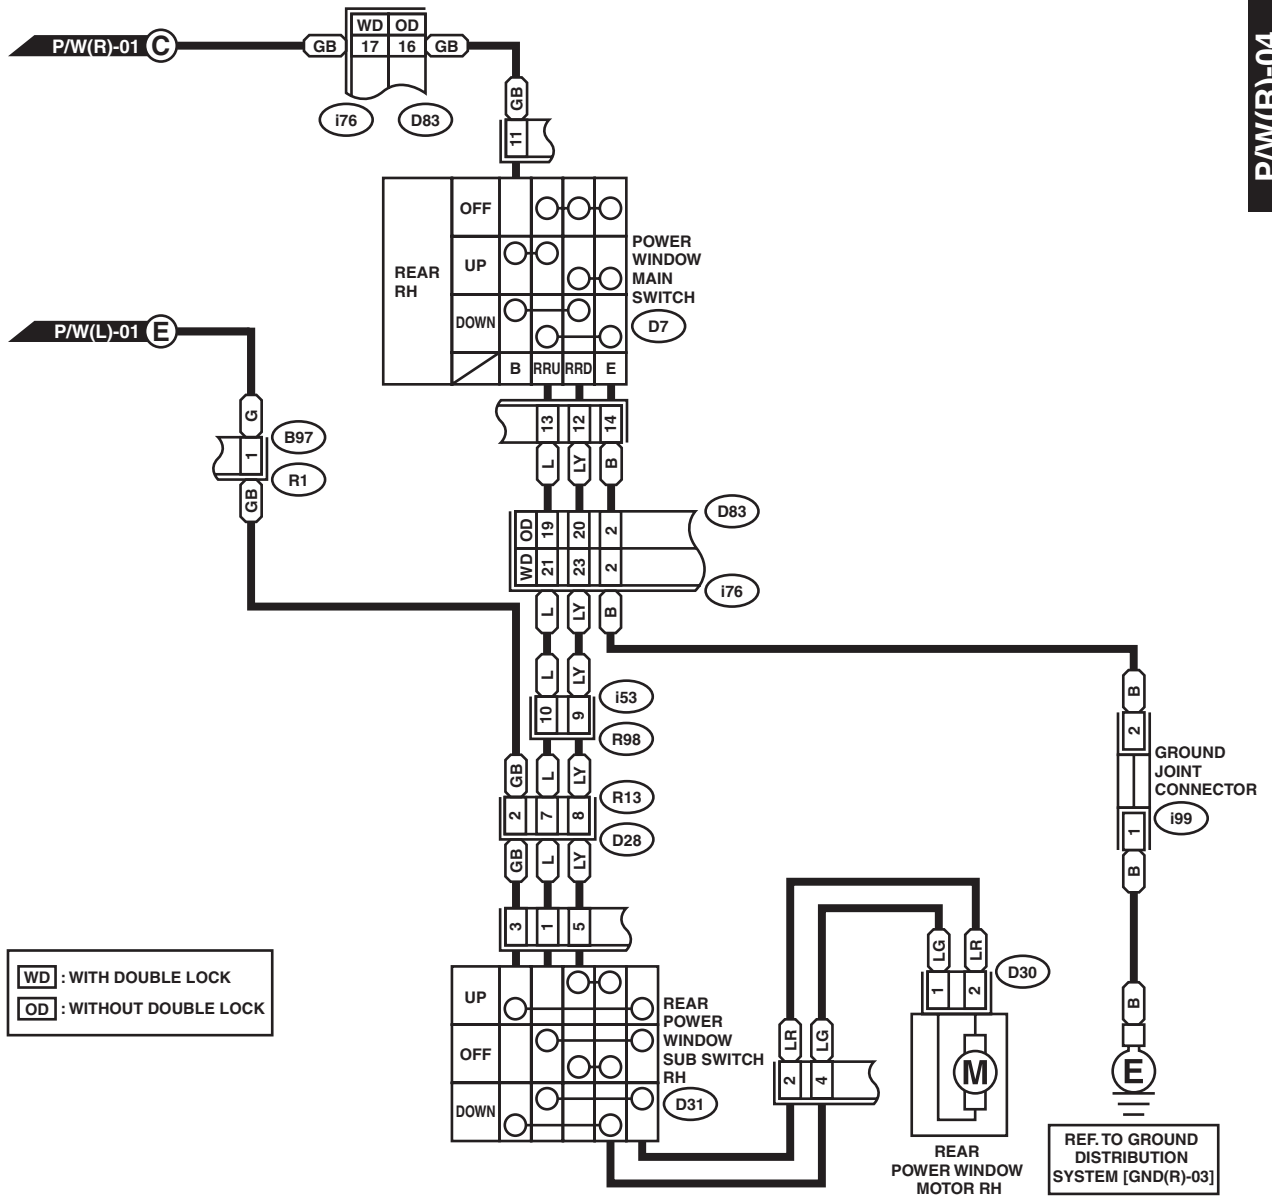 P/W(R)-04
P/W(R)-01 C
GB
WD OD
17 16
GB
i76 D83
GB
11
REAR
RH
OFF
UP
DOWN
B RRU RRD E
POWER
WINDOW
MAIN
SWITCH
D7
P/W(L)-01 E
G
1
GB
B97
R1
13 12 14
L LY B
OD 19 20 2
WD 21 23 2
D83
i76
L LY B
L LY
10 9
i53
R98
GB L LY
2 7 8
R13
D28
GB L LY
3 1 5
UP
OFF
DOWN
REAR
POWER
WINDOW
SUB SWITCH
RH
D31
LR LG
2 4
LG LR
1 2
D30
M
REAR
POWER WINDOW
MOTOR RH
B
2
GROUND
JOINT
CONNECTOR
i99
1
B
B
E
REF. TO GROUND
DISTRIBUTION
SYSTEM [GND(R)-03]
WD : WITH DOUBLE LOCK
OD : WITHOUT DOUBLE LOCK